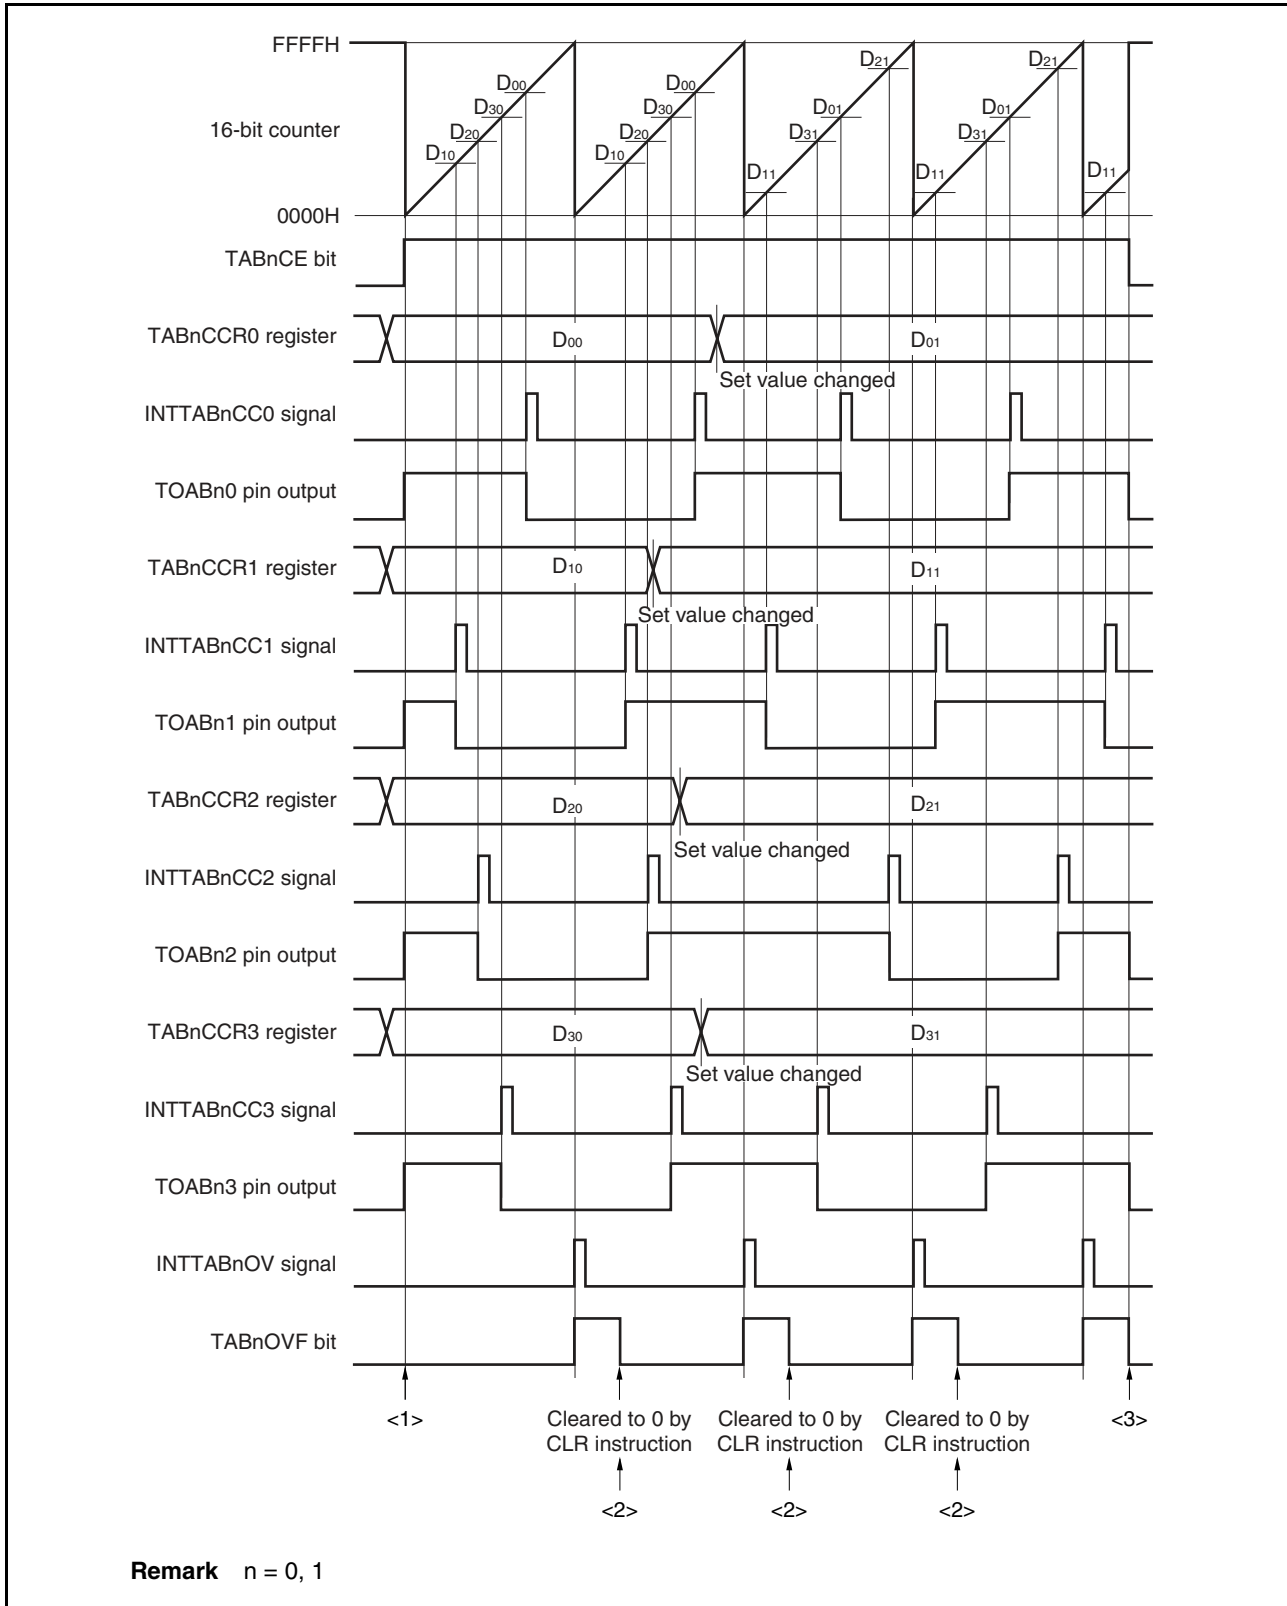 FFFFH
D00 D00 D21 D21
D30 D30 D01 D01
16-bit counter
D20 D20 D31 D31
D10 D10 D11 D11 D11
0000H
TABnCE bit
TABnCCR0 register D00 D01
Set value changed
INTTABnCC0 signal
TOABn0 pin output
TABnCCR1 register D10 D11
Set value changed
INTTABnCC1 signal
TOABn1 pin output
TABnCCR2 register D20 D21
Set value changed
INTTABnCC2 signal
TOABn2 pin output
TABnCCR3 register D30 D31
Set value changed
INTTABnCC3 signal
TOABn3 pin output
INTTABnOV signal
TABnOVF bit
<1> Cleared to 0 by Cleared to 0 by Cleared to 0 by <3>
CLR instruction CLR instruction CLR instruction
<2> <2> <2>
Remark n = 0, 1